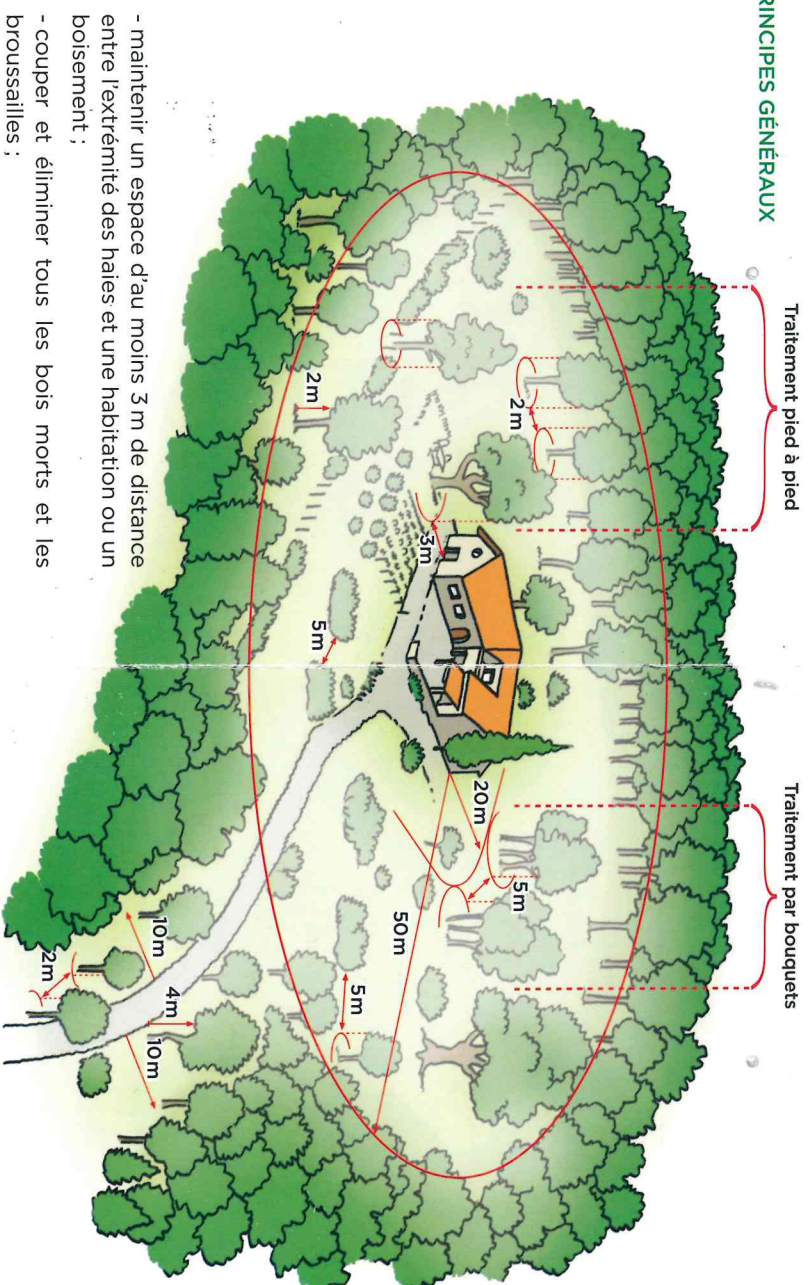 RINCIPES GÉNÉRAUX
Traitement pied à pied
Traitement par bouquets
2m
2m
3m
5m
20m
5m
50m
5m
10m
4m
10m
2m
- maintenir un espace d'au moins 3 m de distance
entre l'extrémité des haies et une habitation ou un
boisement ;
- couper et éliminer tous les bois morts et les
broussailles ;